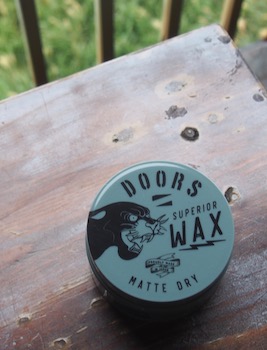 DOORS
SUPERIOR
WAX
MATTE DRY